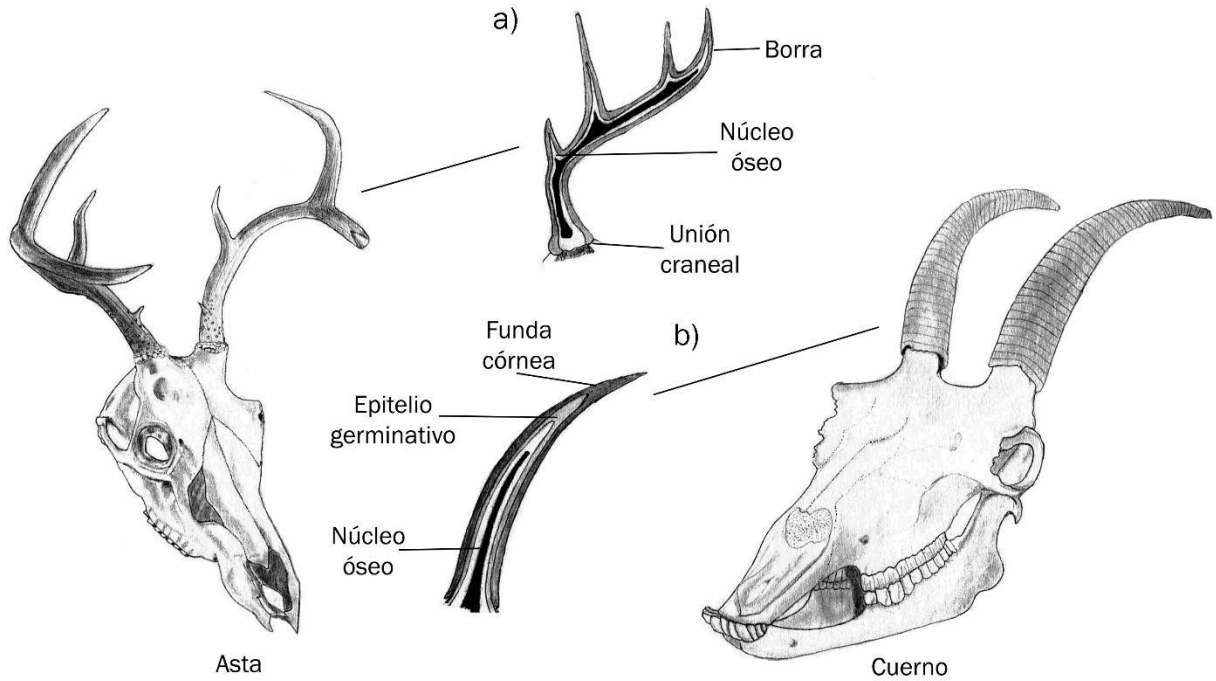 a)
Borra
Núcleo
óseo
Unión
craneal
b)
Funda
córnea
Epitelio
germinativo
Núcleo
óseo
Asta
Cuerno